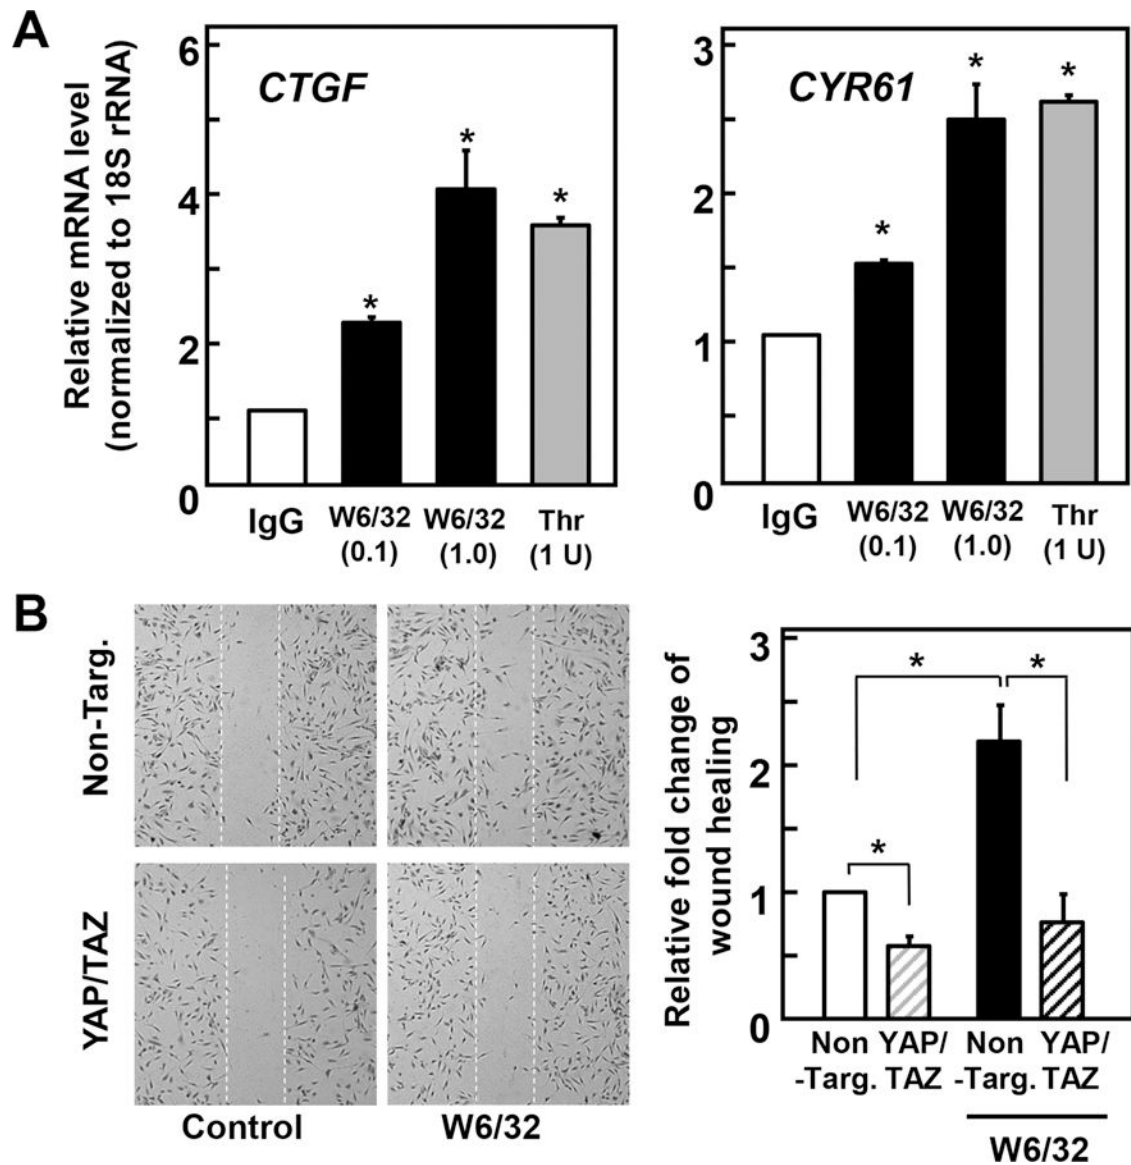 A
Relative mRNA level
(normalized to 18S rRNA)
6
4
2
0
CTGF
*
*
*
IgG
W6/32
(0.1)
W6/32
(1.0)
Thr
(1 U)
3
2
1
0
CYR61
*
*
*
IgG
W6/32
(0.1)
W6/32
(1.0)
Thr
(1 U)
B
Non-Targ.
YAP/TAZ
Control
W6/32
Relative fold change of
wound healing
3
2
1
0
*
*
*
Non
-Targ.
YAP/
TAZ
Non
-Targ.
YAP/
TAZ
W6/32